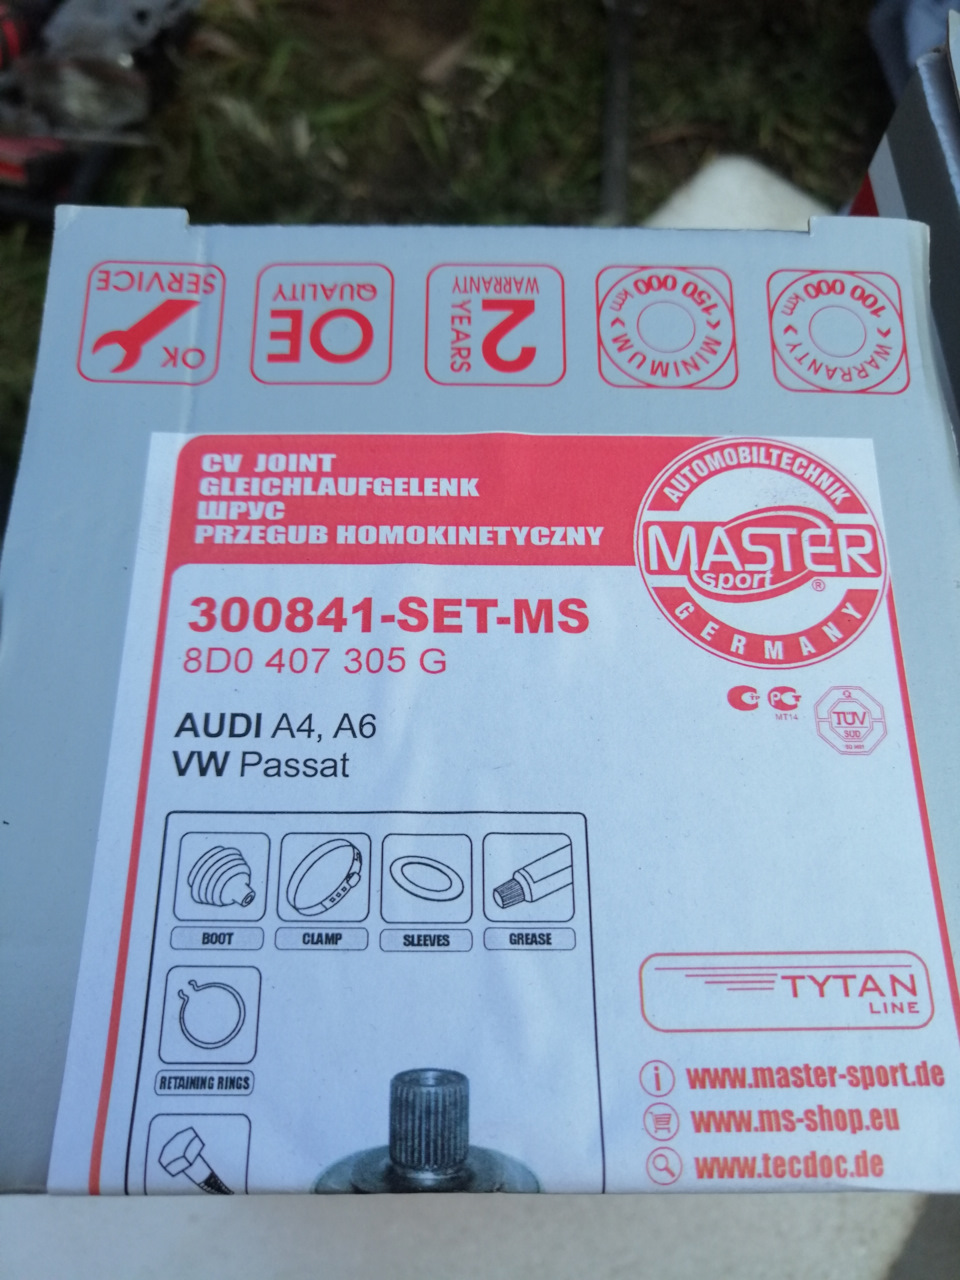 OK SERVICE
OE QUALITY
2 YEARS WARRANTY
> MINIMUM < 150 000 km
> WARRANTY < 100 000 km
CV JOINT
GLEICHLAUFGELENK
ШРУС
PRZEGUB HOMOKINETYCZNY
AUTOMOBILTECHNIK
MASTER
sport ®
GERMANY
300841-SET-MS
8D0 407 305 G
MT14
TÜV
SÜD
AUDI A4, A6
VW Passat
BOOT
CLAMP
SLEEVES
GREASE
RETAINING RINGS
TYTAN
LINE
www.master-sport.de
www.ms-shop.eu
www.tecdoc.de